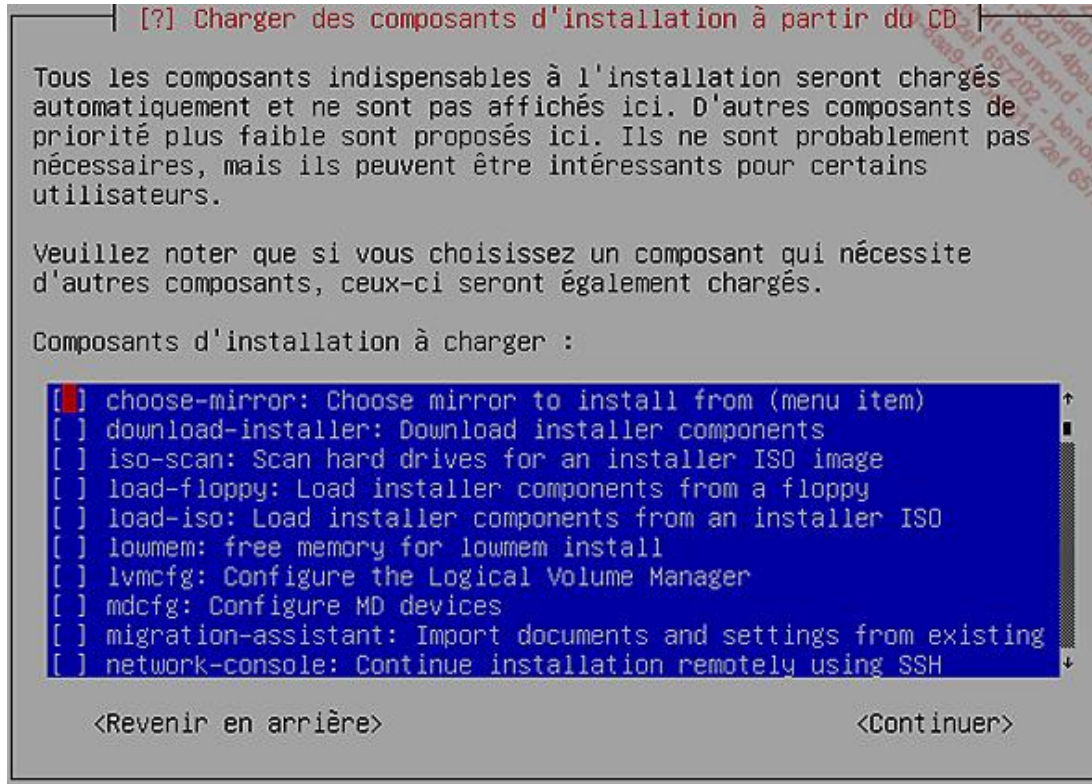 [?] Charger des composants d'installation à partir du CD
Tous les composants indispensables à l'installation seront chargés
automatiquement et ne sont pas affichés ici. D'autres composants de
priorité plus faible sont proposés ici. Ils ne sont probablement pas
nécessaires, mais ils peuvent être intéressants pour certains
utilisateurs.
Veuillez noter que si vous choisissez un composant qui nécessite
d'autres composants, ceux-ci seront également chargés.
Composants d'installation à charger :
[ ] choose-mirror: Choose mirror to install from (menu item)
[ ] download-installer: Download installer components
[ ] iso-scan: Scan hard drives for an installer ISO image
[ ] load-floppy: Load installer components from a floppy
[ ] load-iso: Load installer components from an installer ISO
[ ] lowmem: free memory for lowmem install
[ ] lvmcfg: Configure the Logical Volume Manager
[ ] mdcfg: Configure MD devices
[ ] migration-assistant: Import documents and settings from existing
[ ] network-console: Continue installation remotely using SSH
<Revenir en arrière> <Continuer>